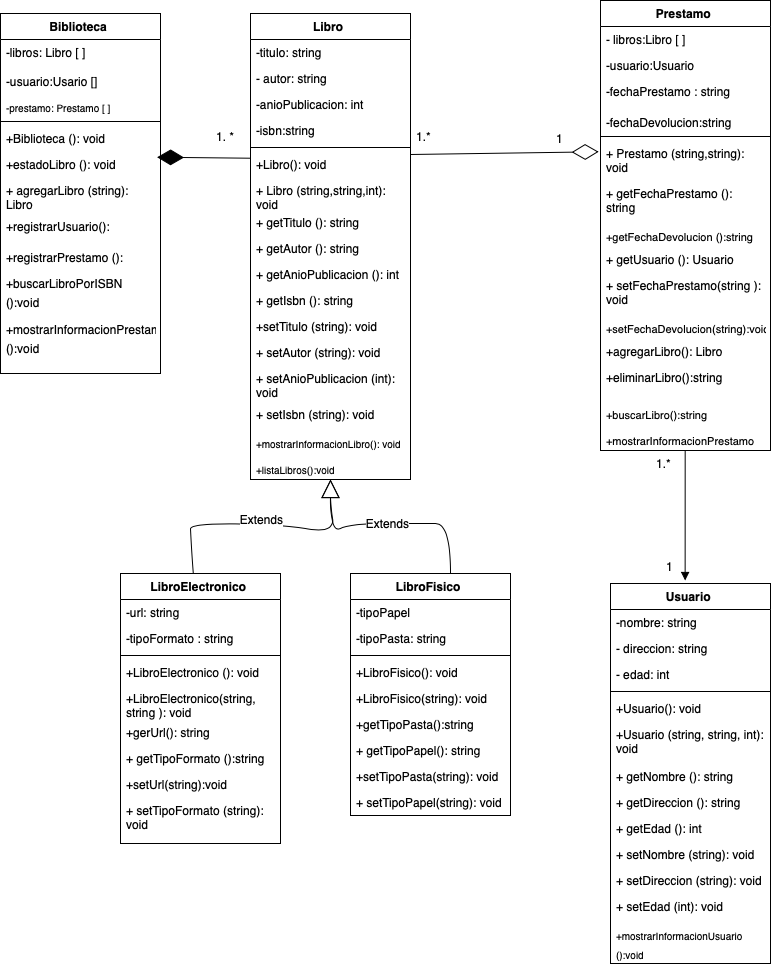 Biblioteca
-libros: Libro [ ]
-usuario:Usario []
-prestamo: Prestamo [ ]
+Biblioteca (): void
+estadoLibro (): void
+ agregarLibro (string):
Libro
+registrarUsuario():
+registrarPrestamo ():
+buscarLibroPorISBN
():void
+mostrarInformacionPrestan
():void
1. *
Libro
-titulo: string
- autor: string
-anioPublicacion: int
-isbn:string
+Libro(): void
+ Libro (string,string,int):
void
+ getTitulo (): string
+ getAutor (): string
+ getAnioPublicacion (): int
+ getIsbn (): string
+setTitulo (string): void
+ setAutor (string): void
+ setAnioPublicacion (int):
void
+ setIsbn (string): void
+mostrarInformacionLibro(): void
+listaLibros():void
1.*
1
Prestamo
- libros:Libro [ ]
-usuario:Usuario
-fechaPrestamo : string
-fechaDevolucion:string
+ Prestamo (string,string):
void
+ getFechaPrestamo ():
string
+getFechaDevolucion ():string
+ getUsuario (): Usuario
+ setFechaPrestamo(string ):
void
+setFechaDevolucion(string):void
+agregarLibro(): Libro
+eliminarLibro():string
+buscarLibro():string
+mostrarInformacionPrestamo
1.*
1
Extends
Extends
LibroElectronico
-url: string
-tipoFormato : string
+LibroElectronico (): void
+LibroElectronico(string,
string ): void
+gerUrl(): string
+ getTipoFormato ():string
+setUrl(string):void
+ setTipoFormato (string):
void
LibroFisico
-tipoPapel
-tipoPasta: string
+LibroFisico(): void
+LibroFisico(string): void
+getTipoPasta():string
+ getTipoPapel(): string
+setTipoPasta(string): void
+ setTipoPapel(string): void
Usuario
-nombre: string
- direccion: string
- edad: int
+Usuario(): void
+Usuario (string, string, int):
void
+ getNombre (): string
+ getDireccion (): string
+ getEdad (): int
+ setNombre (string): void
+ setDireccion (string): void
+ setEdad (int): void
+mostrarInformacionUsuario
():void